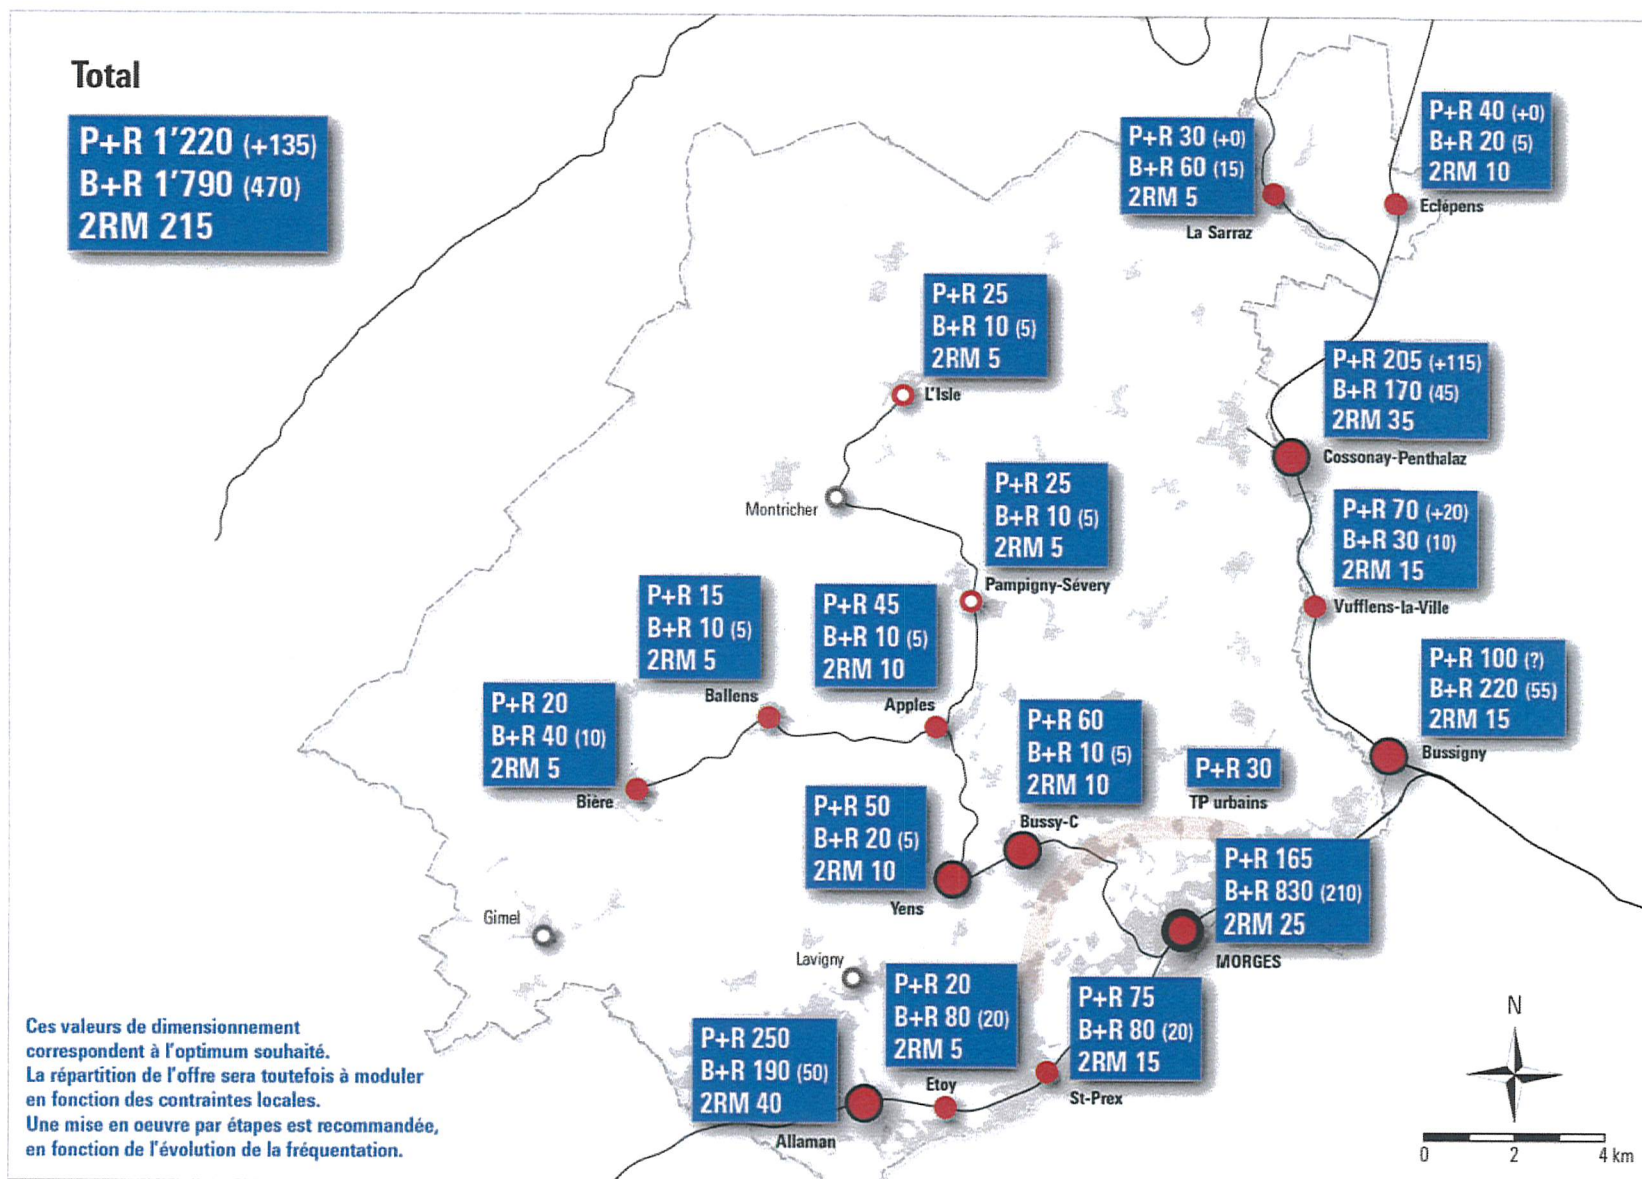 Total
P+R 1'220 (+135)
B+R 1'790 (470)
2RM 215
P+R 30 (+0)
B+R 60 (15)
2RM 5
La Sarraz
P+R 40 (+0)
B+R 20 (5)
2RM 10
Eclépens
P+R 25
B+R 10 (5)
2RM 5
L'Isle
P+R 205 (+115)
B+R 170 (45)
2RM 35
Cossonay-Penthalaz
Montricher
P+R 25
B+R 10 (5)
2RM 5
Pampigny-Sévery
P+R 70 (+20)
B+R 30 (10)
2RM 15
Vufflens-la-Ville
P+R 15
B+R 10 (5)
2RM 5
Ballens
P+R 45
B+R 10 (5)
2RM 10
Apples
P+R 100 (?)
B+R 220 (55)
2RM 15
Bussigny
P+R 20
B+R 40 (10)
2RM 5
Bière
P+R 60
B+R 10 (5)
2RM 10
Bussy-C
P+R 30
TP urbains
P+R 50
B+R 20 (5)
2RM 10
Yens
P+R 165
B+R 830 (210)
2RM 25
MORGES
Gimel
Lavigny
P+R 20
B+R 80 (20)
2RM 5
Etoy
P+R 75
B+R 80 (20)
2RM 15
St-Prex
P+R 250
B+R 190 (50)
2RM 40
Allaman
Ces valeurs de dimensionnement
correspondent à l'optimum souhaité.
La répartition de l'offre sera toutefois à moduler
en fonction des contraintes locales.
Une mise en oeuvre par étapes est recommandée,
en fonction de l'évolution de la fréquentation.
N
0 2 4 km